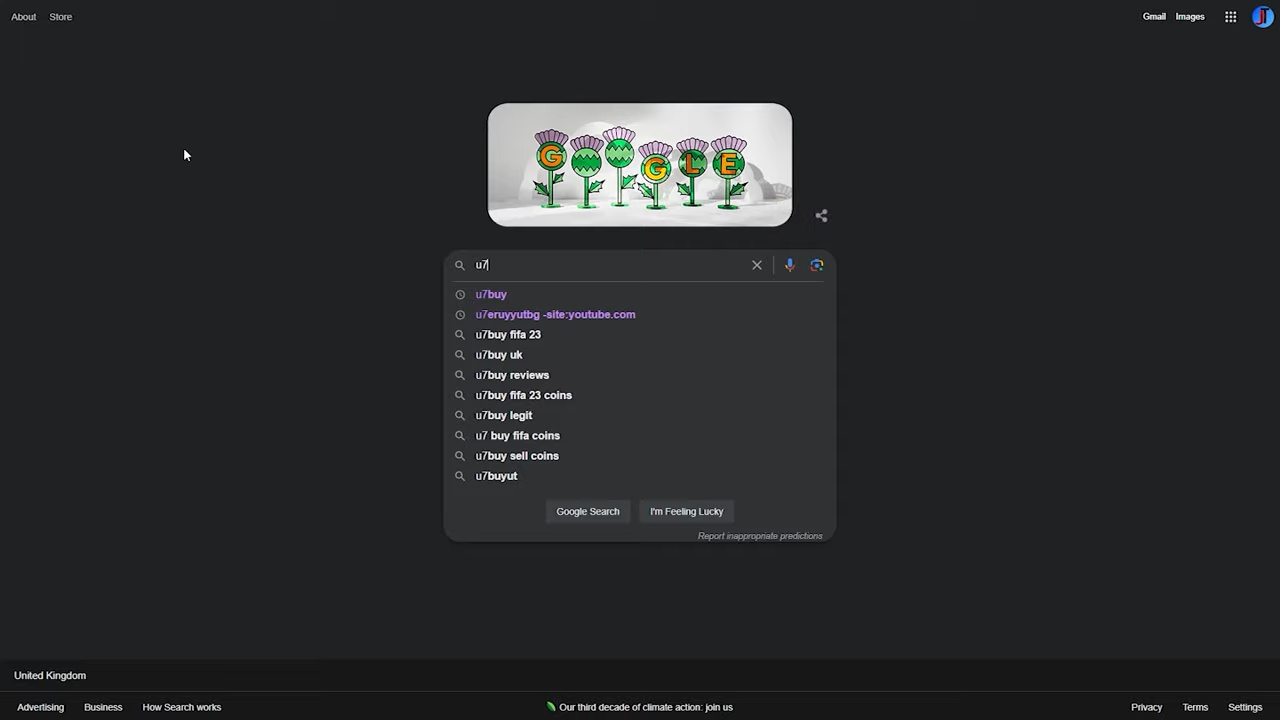 About Store
Gmail Images
JT
G G L E
u7
u7buy
u7eruyyutbg -site:youtube.com
u7buy fifa 23
u7buy uk
u7buy reviews
u7buy fifa 23 coins
u7buy legit
u7 buy fifa coins
u7buy sell coins
u7buyut
Google Search I'm Feeling Lucky
Report inappropriate predictions
United Kingdom
Advertising Business How Search works Our third decade of climate action: join us Privacy Terms Settings